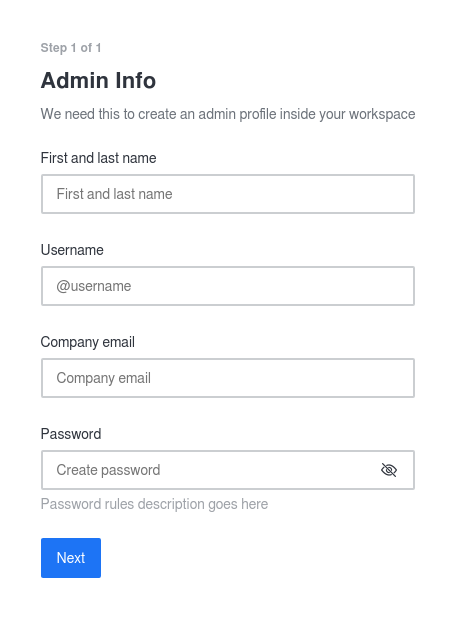 Step 1 of 1
Admin Info
We need this to create an admin profile inside your workspace
First and last name
First and last name
Username
@username
Company email
Company email
Password
Create password
Password rules description goes here
Next